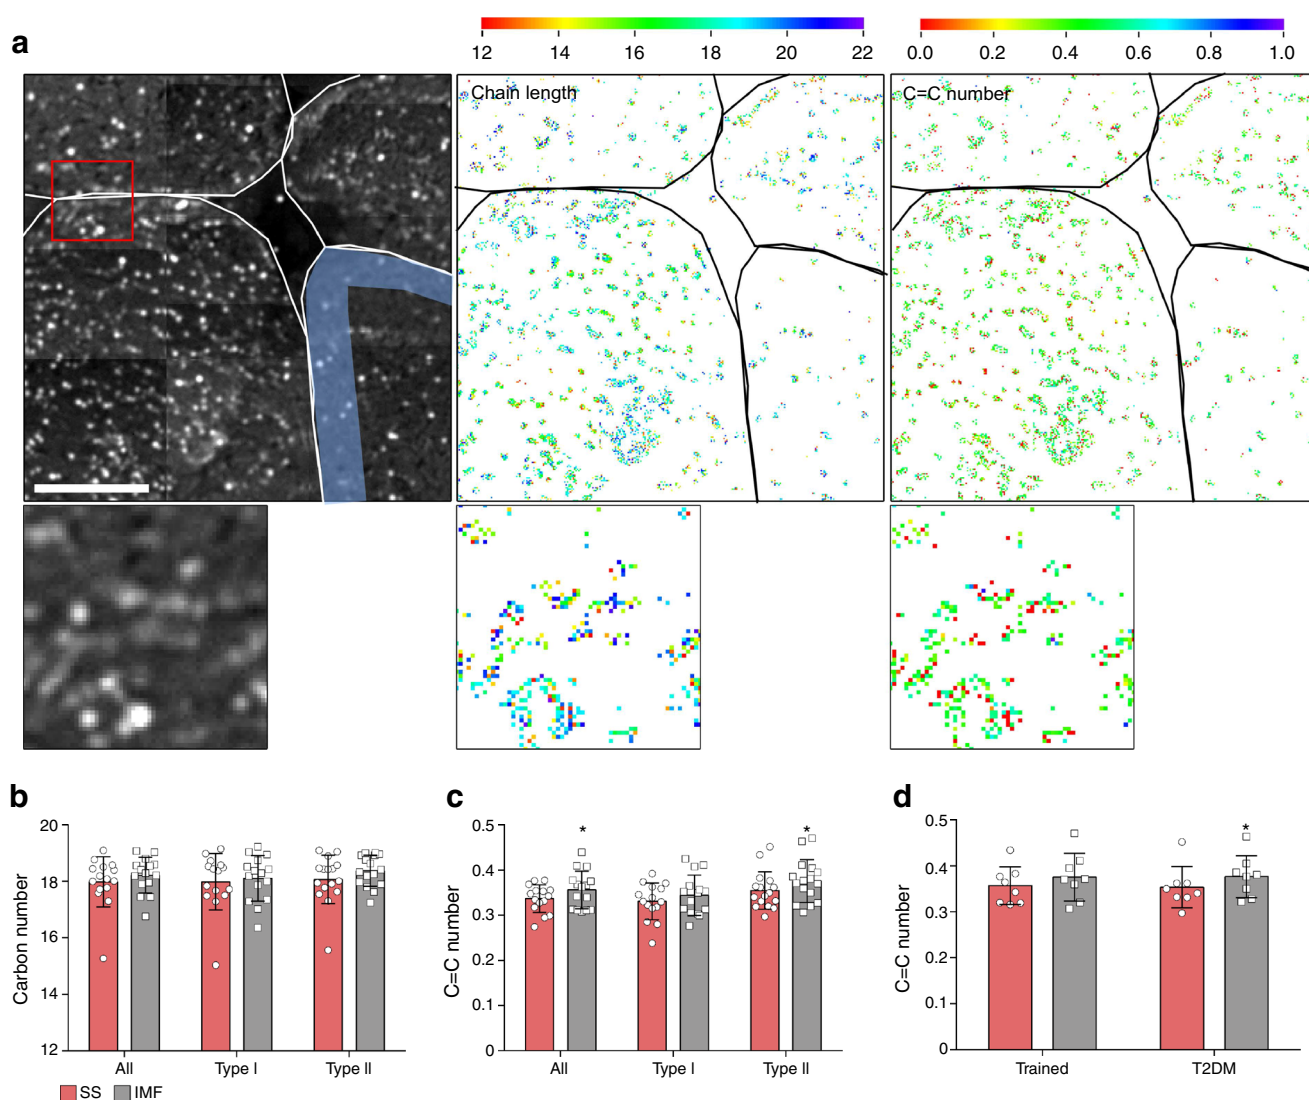 a
12 14 16 18 20 22
0.0 0.2 0.4 0.6 0.8 1.0
Chain length
C=C number
b
Carbon number
20
18
16
14
12
All Type I Type II
SS IMF
c
C=C number
0.5
0.4
0.3
0.2
0.1
0
* *
All Type I Type II
d
C=C number
0.5
0.4
0.3
0.2
0.1
0
*
Trained T2DM